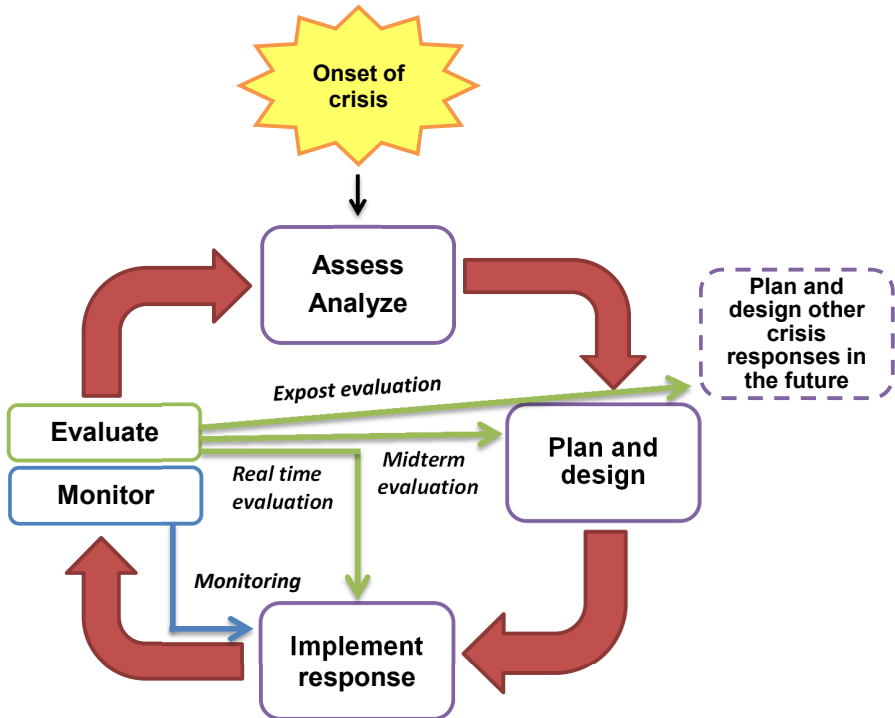 Onset of
crisis
Assess
Analyze
Plan and
design other
crisis
responses in
the future
Expost evaluation
Evaluate
Monitor
Real time
evaluation
Midterm
evaluation
Plan and
design
Monitoring
Implement
response